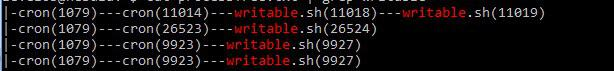 |-cron(1079)---cron(11014)---writable.sh(11018)---writable.sh(11019)
|-cron(1079)---cron(26523)---writable.sh(26524)
|-cron(1079)---cron(9923)---writable.sh(9927)
|-cron(1079)---cron(9923)---writable.sh(9927)